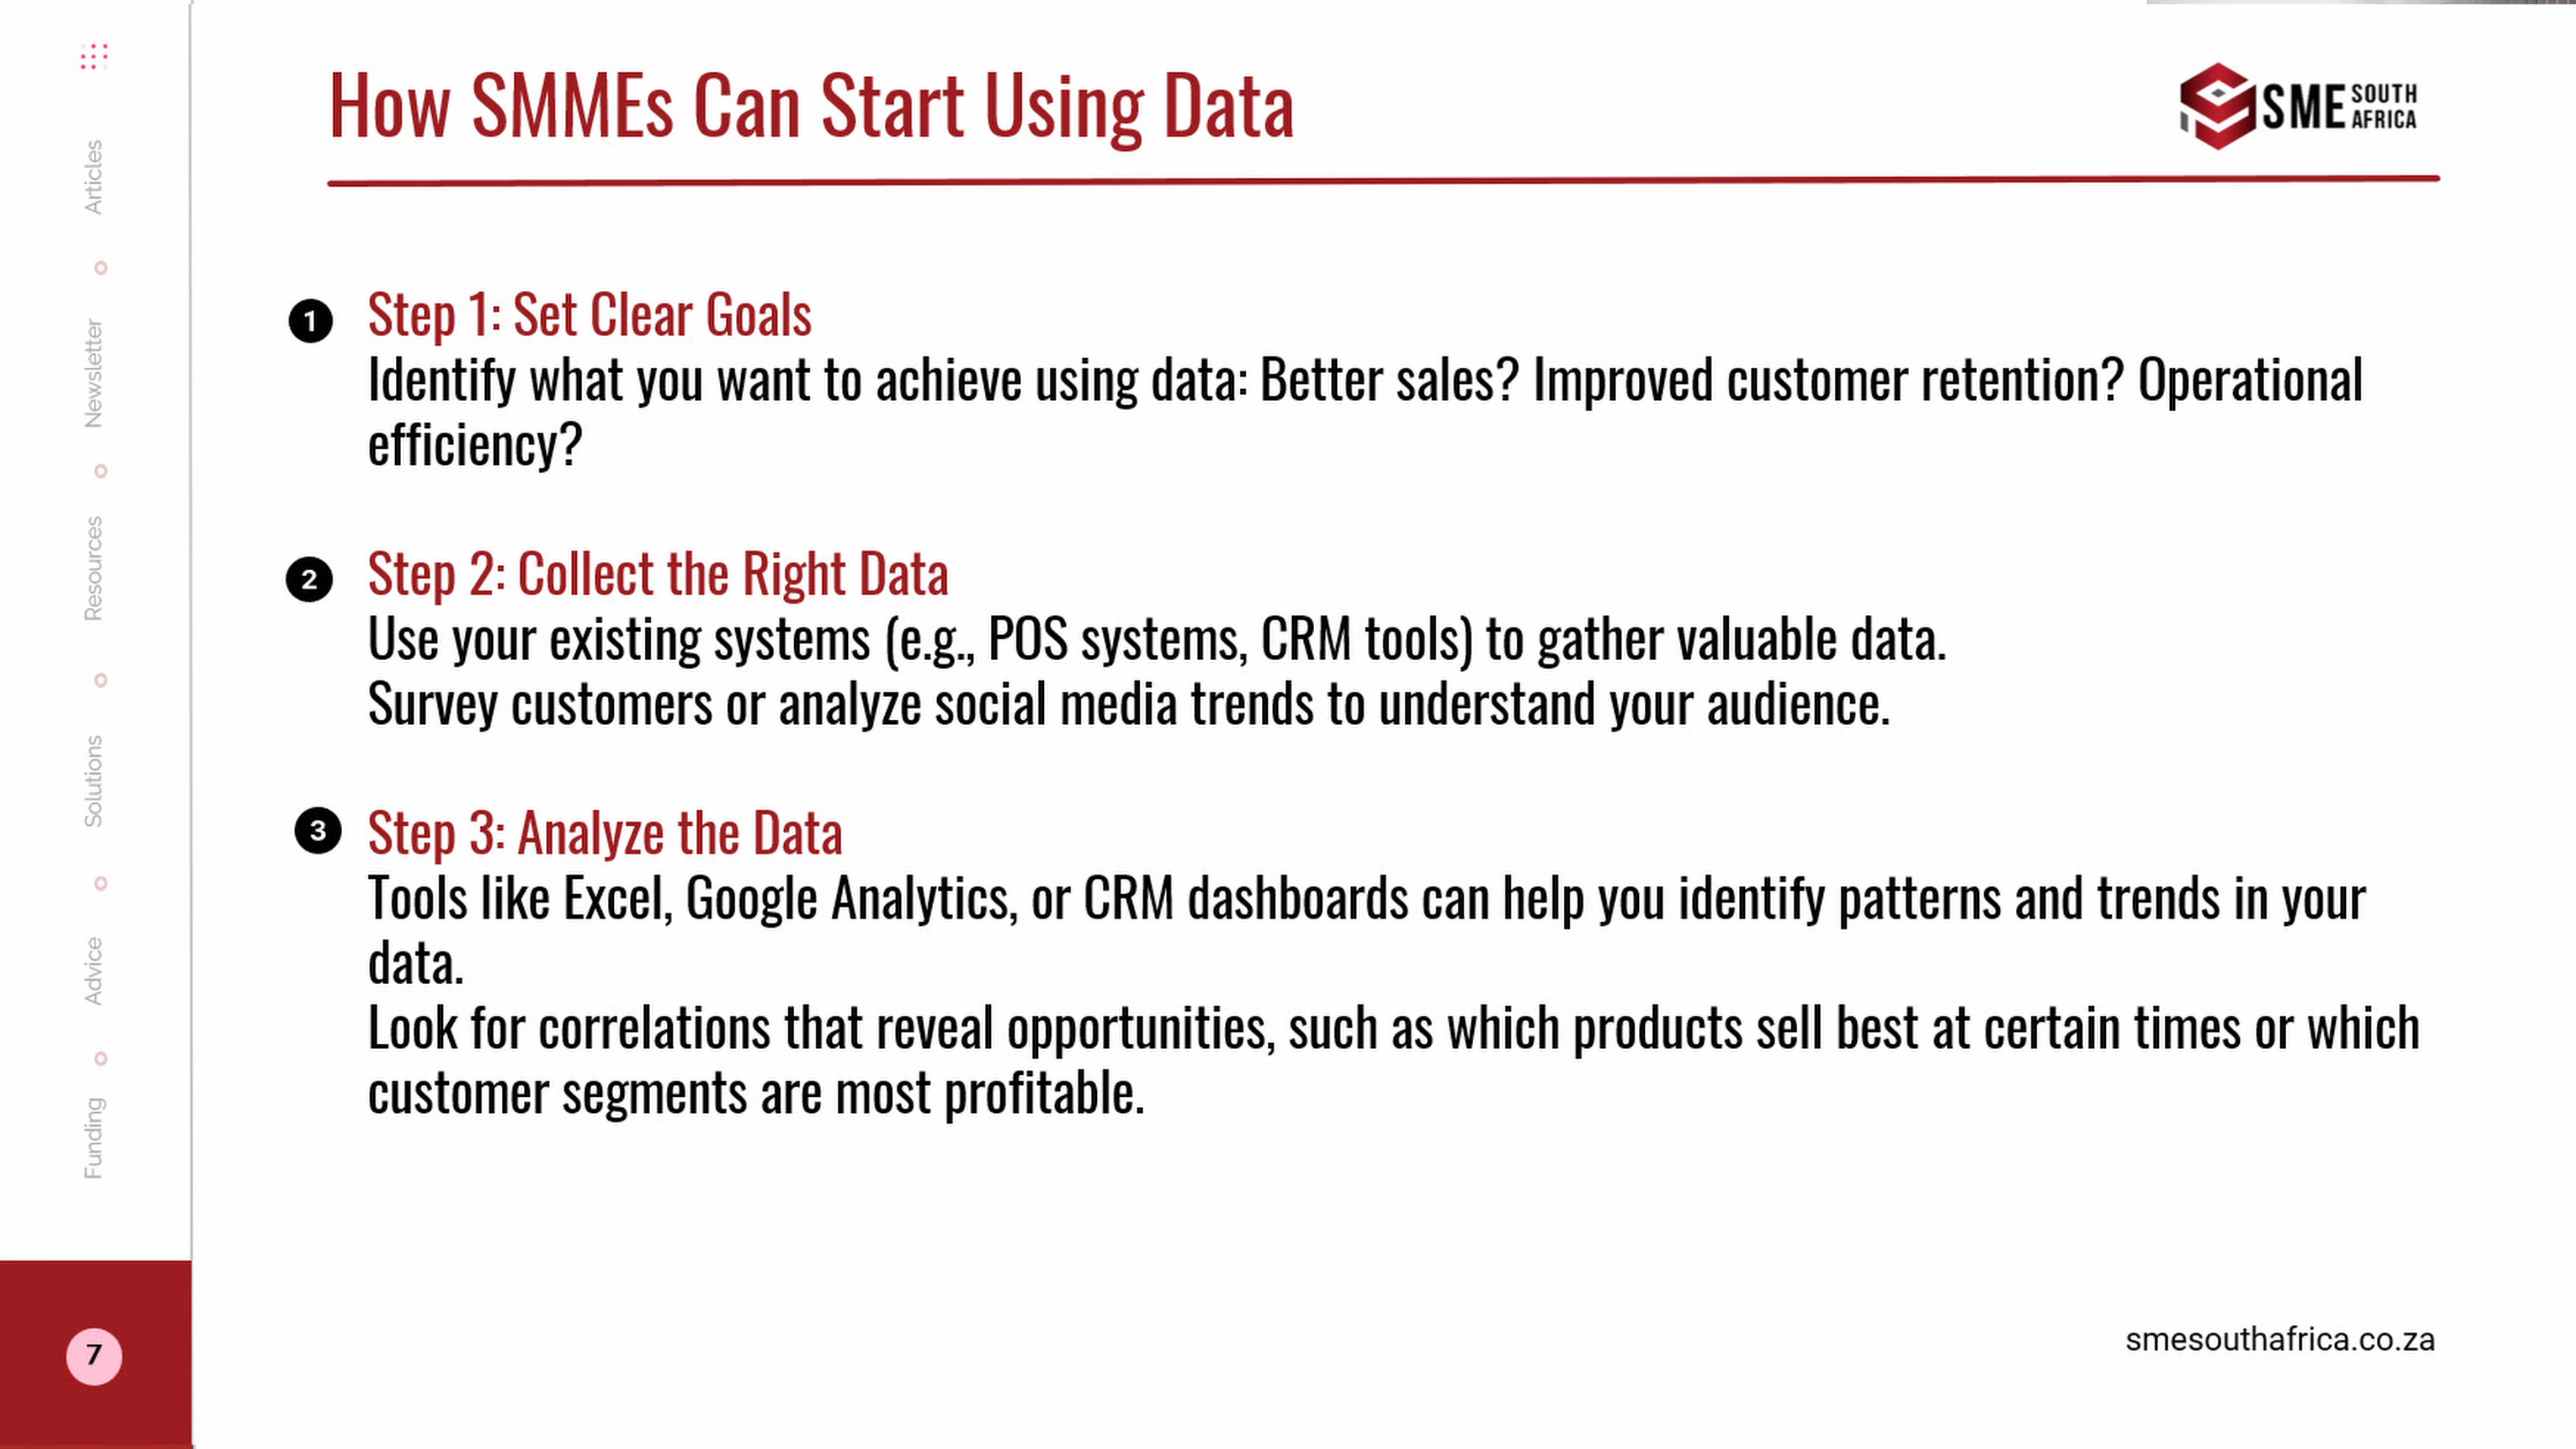 How SMMEs Can Start Using Data
SME SOUTH AFRICA
Articles
Newsletter
Resources
Solutions
Advice
Funding
1
Step 1: Set Clear Goals
Identify what you want to achieve using data: Better sales? Improved customer retention? Operational
efficiency?
2
Step 2: Collect the Right Data
Use your existing systems (e.g., POS systems, CRM tools) to gather valuable data.
Survey customers or analyze social media trends to understand your audience.
3
Step 3: Analyze the Data
Tools like Excel, Google Analytics, or CRM dashboards can help you identify patterns and trends in your
data.
Look for correlations that reveal opportunities, such as which products sell best at certain times or which
customer segments are most profitable.
7
smesouthafrica.co.za